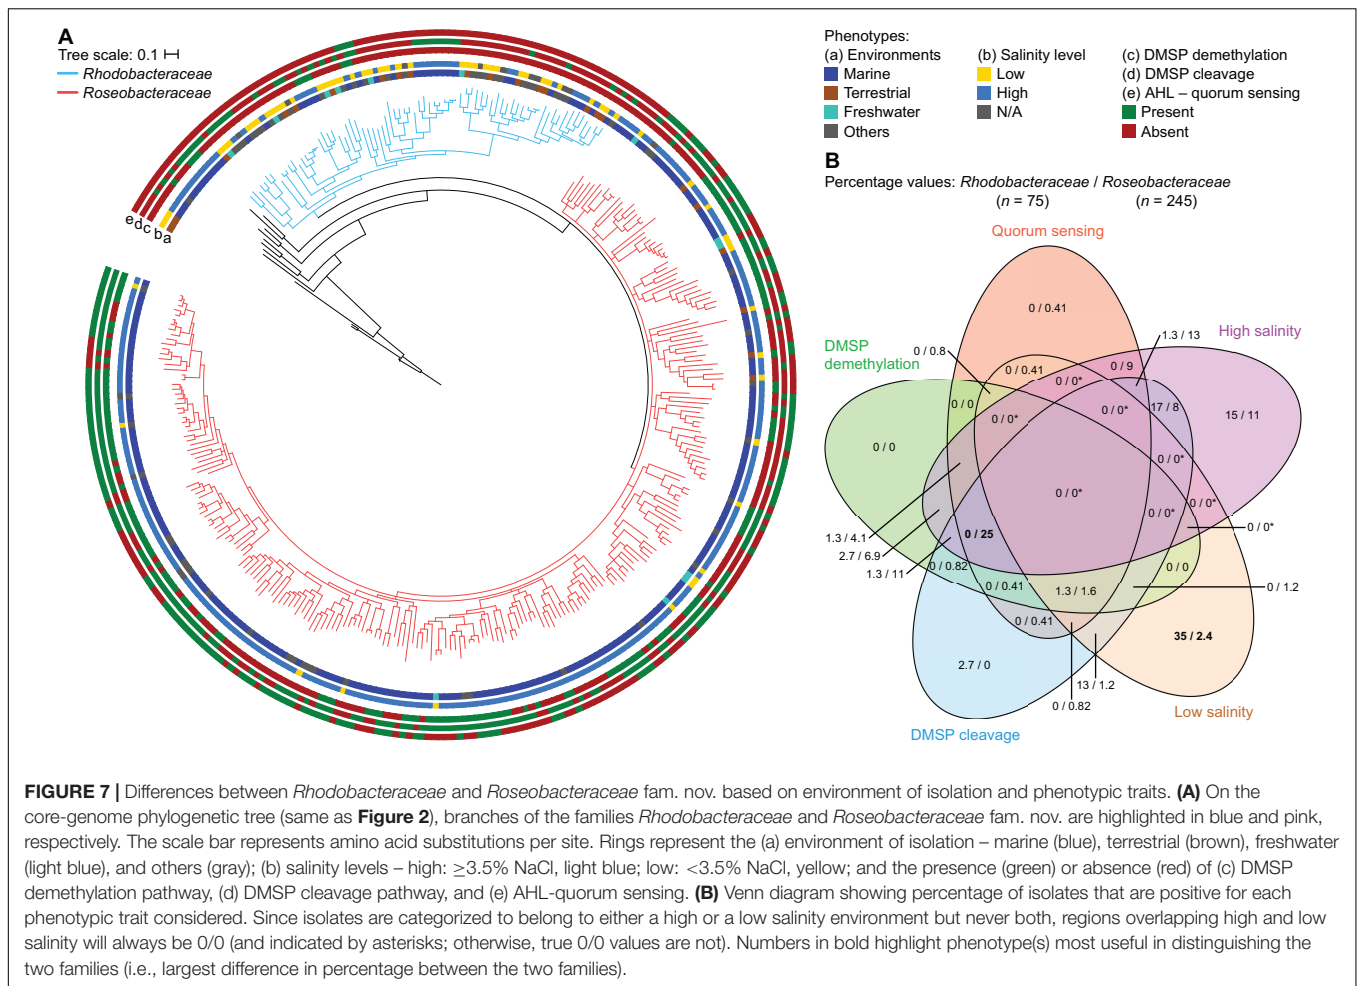 A
Tree scale: 0.1
Rhodobacteraceae
Roseobacteraceae
e d c b a
Phenotypes:
(a) Environments
Marine
Terrestrial
Freshwater
Others
(b) Salinity level
Low
High
N/A
(c) DMSP demethylation
(d) DMSP cleavage
(e) AHL – quorum sensing
Present
Absent
B
Percentage values: Rhodobacteraceae / Roseobacteraceae
(n = 75) (n = 245)
Quorum sensing
0 / 0.41
1.3 / 13
High salinity
DMSP
demethylation
0 / 0.8
0 / 0.41
0 / 9
0 / 0*
0 / 0
0 / 0*
0 / 0*
17 / 8
15 / 11
0 / 0
0 / 0*
0 / 0*
0 / 0*
0 / 0*
0 / 0*
1.3 / 4.1
0 / 25
2.7 / 6.9
1.3 / 11
0 / 0.82
0 / 0
0 / 0.41
1.3 / 1.6
0 / 1.2
0 / 0.41
35 / 2.4
2.7 / 0
13 / 1.2
0 / 0.82
Low salinity
DMSP cleavage
FIGURE 7 | Differences between Rhodobacteraceae and Roseobacteraceae fam. nov. based on environment of isolation and phenotypic traits. (A) On the
core-genome phylogenetic tree (same as Figure 2), branches of the families Rhodobacteraceae and Roseobacteraceae fam. nov. are highlighted in blue and pink,
respectively. The scale bar represents amino acid substitutions per site. Rings represent the (a) environment of isolation – marine (blue), terrestrial (brown), freshwater
(light blue), and others (gray); (b) salinity levels – high: ≥3.5% NaCl, light blue; low: <3.5% NaCl, yellow; and the presence (green) or absence (red) of (c) DMSP
demethylation pathway, (d) DMSP cleavage pathway, and (e) AHL-quorum sensing. (B) Venn diagram showing percentage of isolates that are positive for each
phenotypic trait considered. Since isolates are categorized to belong to either a high or a low salinity environment but never both, regions overlapping high and low
salinity will always be 0/0 (and indicated by asterisks; otherwise, true 0/0 values are not). Numbers in bold highlight phenotype(s) most useful in distinguishing the
two families (i.e., largest difference in percentage between the two families).